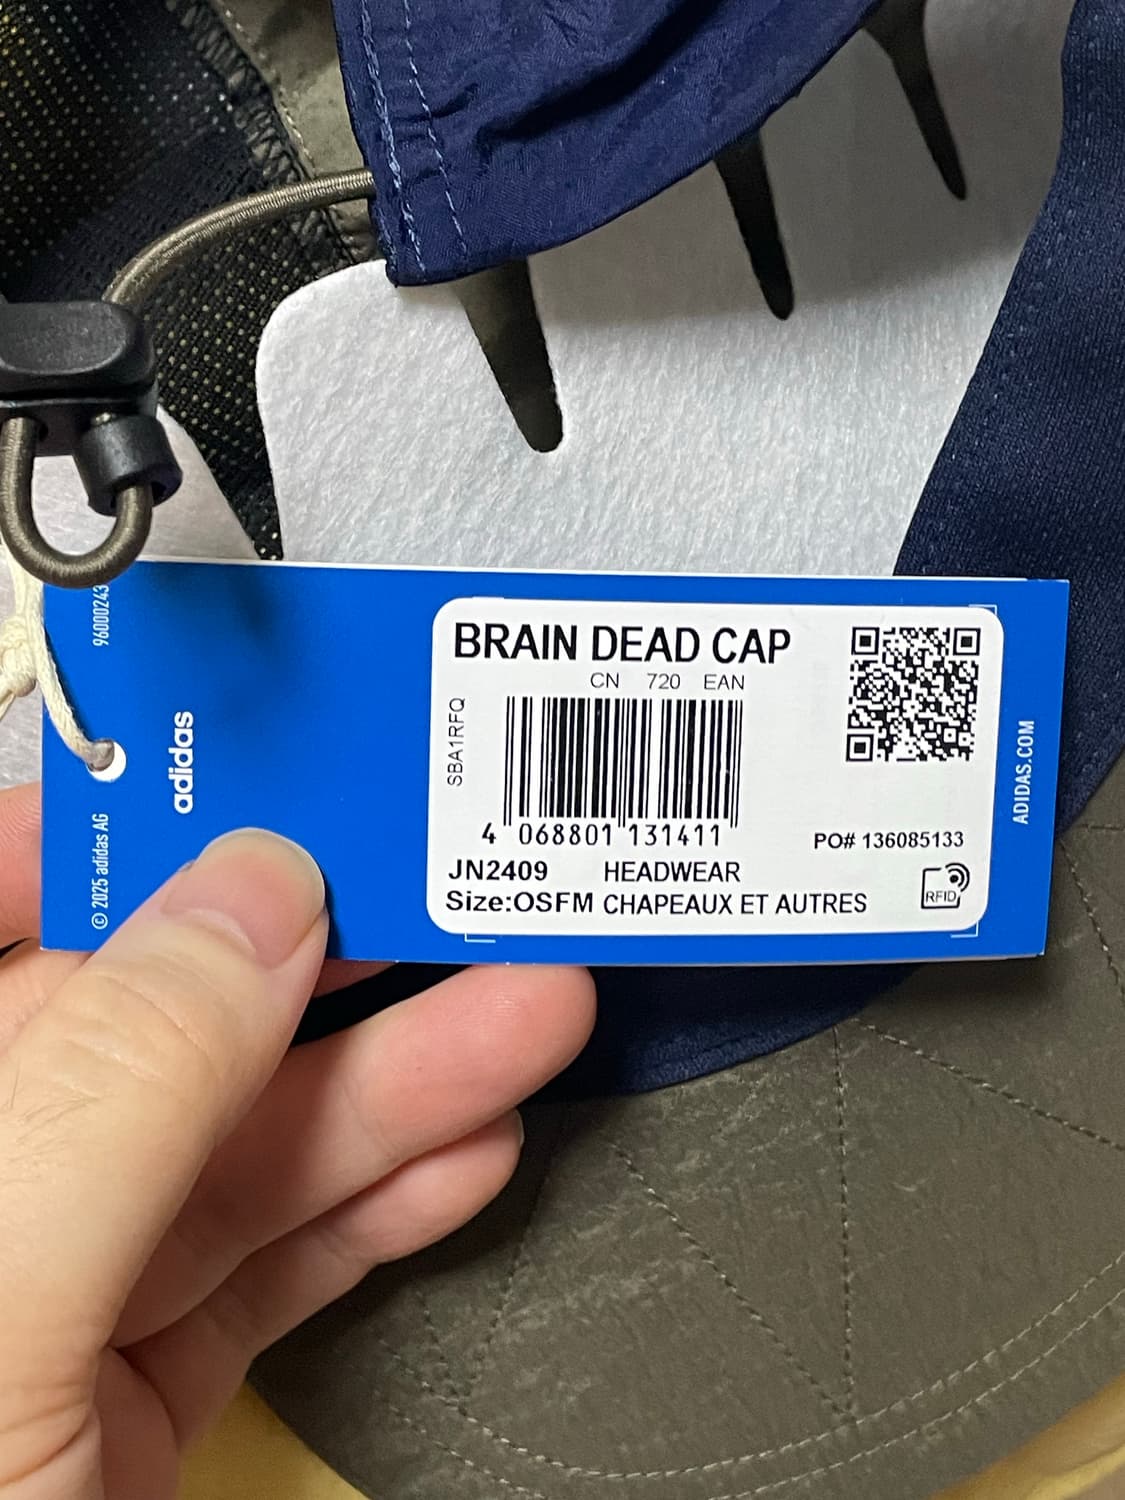 96000243
adidas
© 2025 adidas AG
BRAIN DEAD CAP
CN 720 EAN
SBA1RFQ
4 068801 131411
PO# 136085133
JN2409 HEADWEAR
Size:OSFM CHAPEAUX ET AUTRES
RFID
ADIDAS.COM